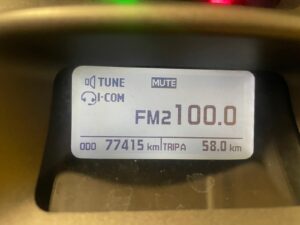 TUNE MUTE
I-COM
FM2 100.0
ODO 77415 km TRIP A 58.0 km